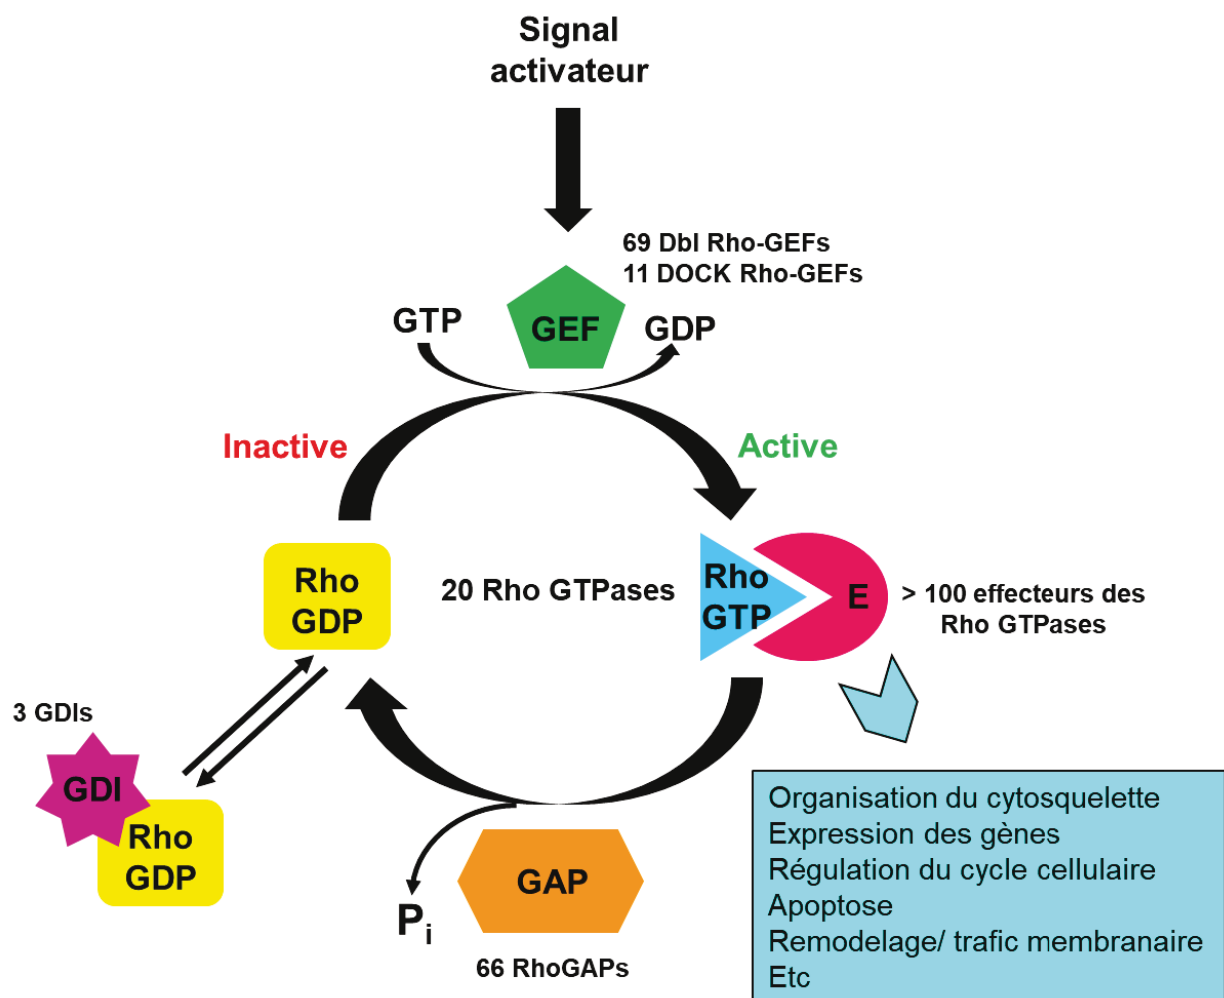 Signal
activateur
69 Dbl Rho-GEFs
11 DOCK Rho-GEFs
GTP
GEF
GDP
Inactive
Active
Rho
GDP
20 Rho GTPases
Rho
GTP
E
> 100 effecteurs des
Rho GTPases
3 GDIs
GDI
Rho
GDP
Pi
GAP
66 RhoGAPs
Organisation du cytosquelette
Expression des gènes
Régulation du cycle cellulaire
Apoptose
Remodelage/ trafic membranaire
Etc